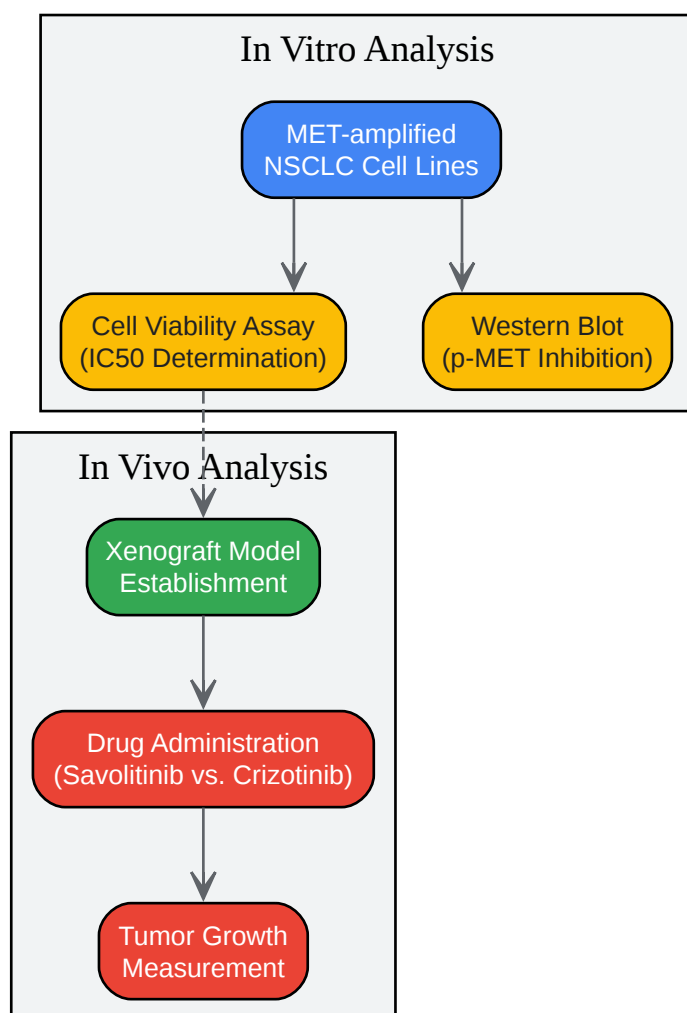 In Vitro Analysis
MET-amplified
NSCLC Cell Lines
Cell Viability Assay
(IC50 Determination)
Western Blot
(p-MET Inhibition)
In Vivo Analysis
Xenograft Model
Establishment
Drug Administration
(Savolitinib vs. Crizotinib)
Tumor Growth
Measurement